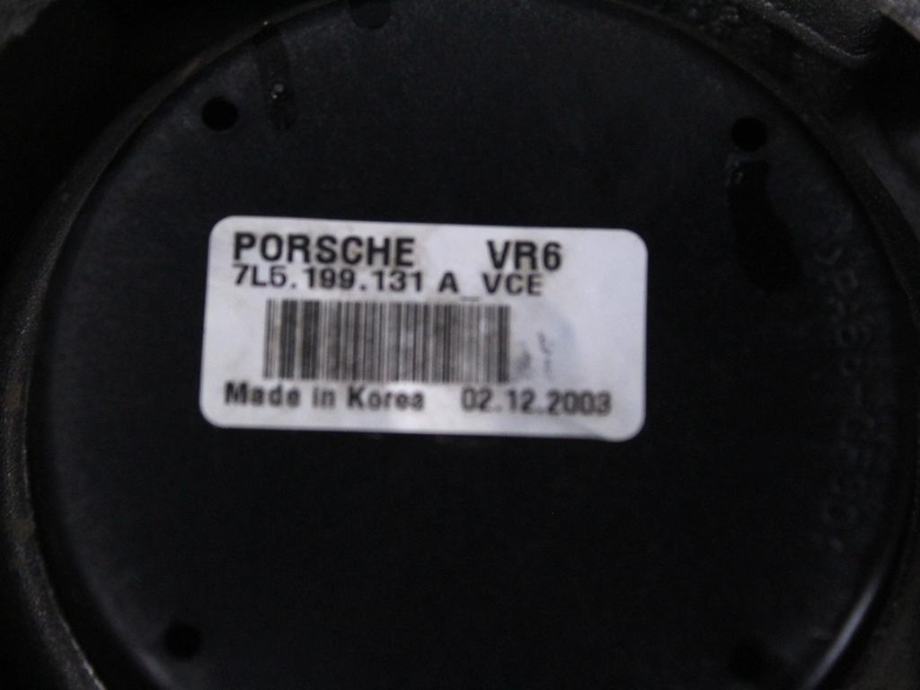 PORSCHE VR6
7L5.199.131 A_VCE
Made in Korea 02.12.2003